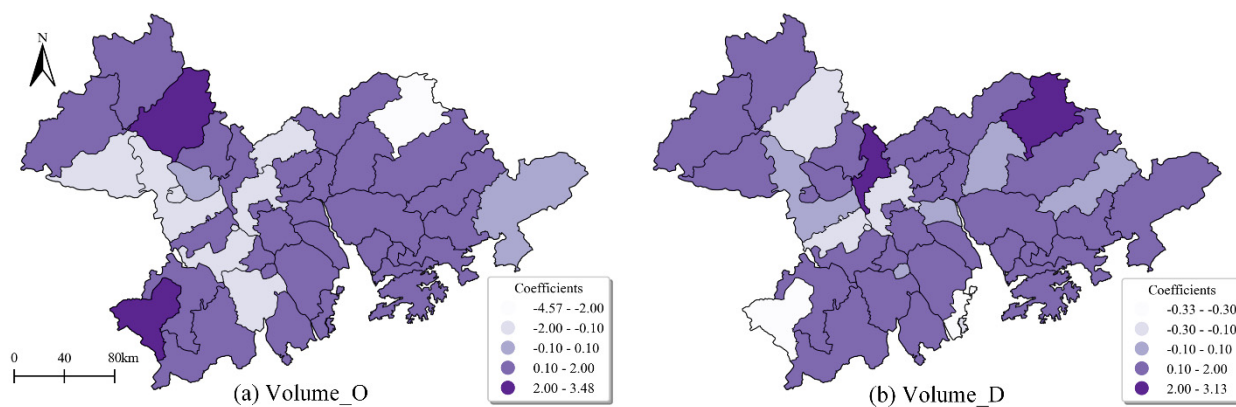 N
Coefficients
-4.57 - -2.00
-2.00 - -0.10
-0.10 - 0.10
0.10 - 2.00
2.00 - 3.48
0 40 80km
(a) Volume_O
Coefficients
-0.33 - -0.30
-0.30 - -0.10
-0.10 - 0.10
0.10 - 2.00
2.00 - 3.13
(b) Volume_D